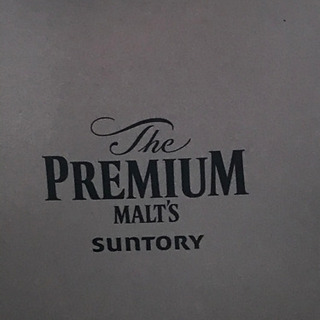 The
PREMIUM
MALT'S
SUNTORY